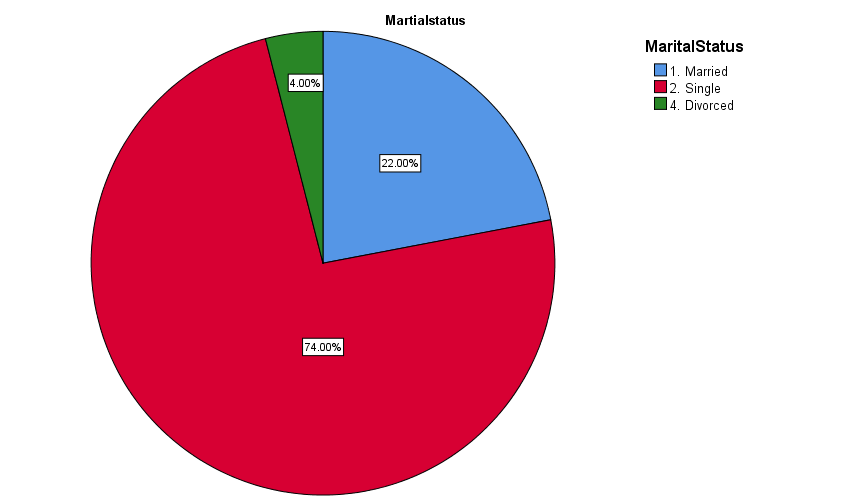 Martialstatus
MaritalStatus
1. Married
2. Single
4. Divorced
4.00%
22.00%
74.00%